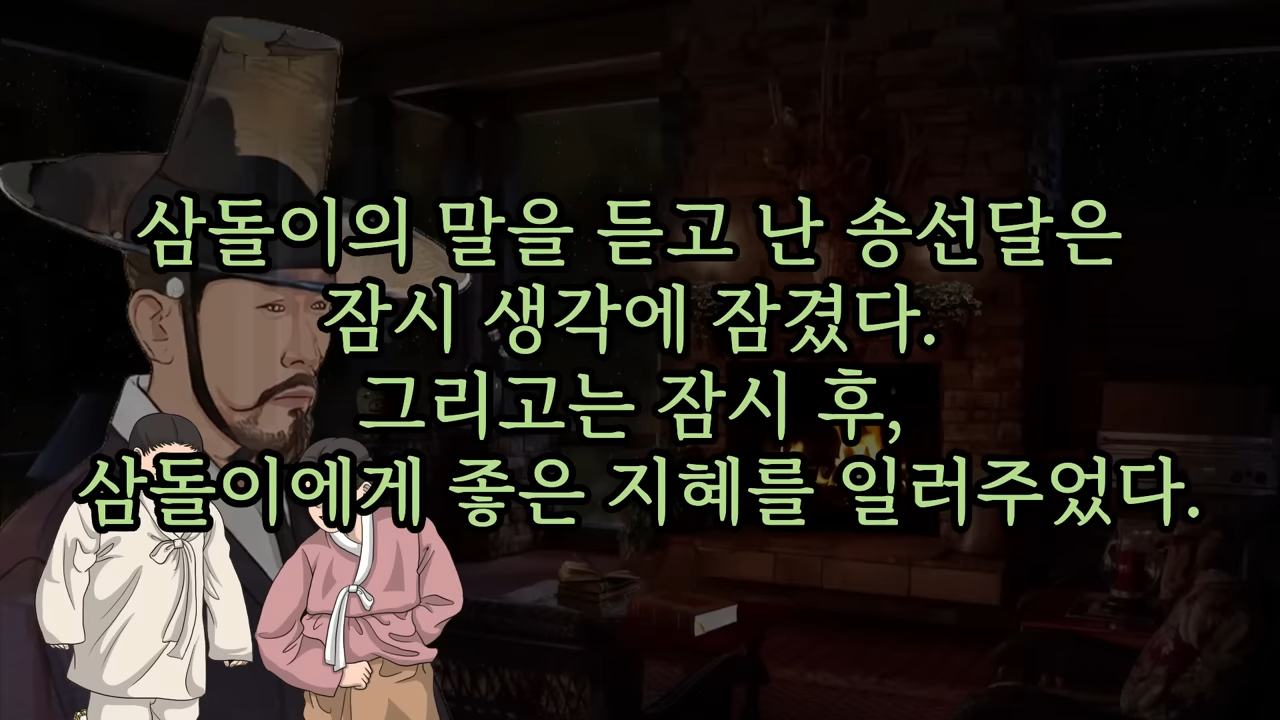 삼돌이의 말을 듣고 난 송선달은
잠시 생각에 잠겼다.
그리고는 잠시 후,
삼돌이에게 좋은 지혜를 일러주었다.